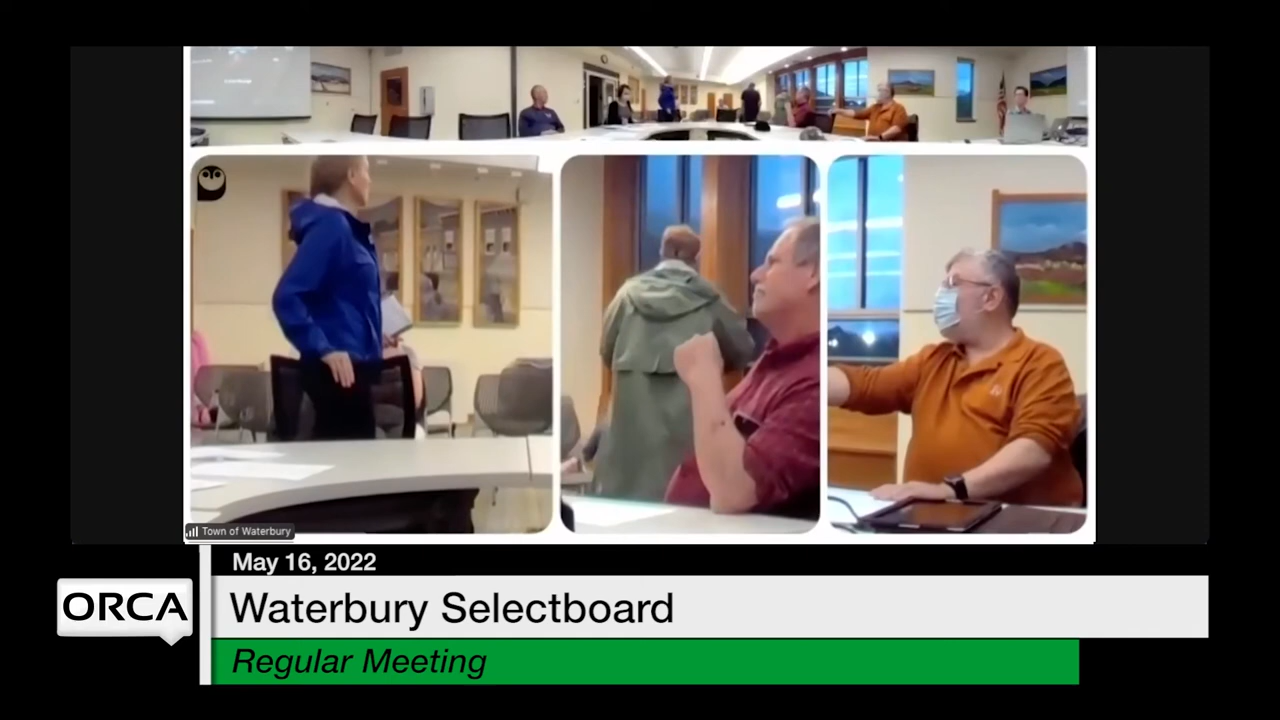 Town of Waterbury
May 16, 2022
ORCA
Waterbury Selectboard
Regular Meeting